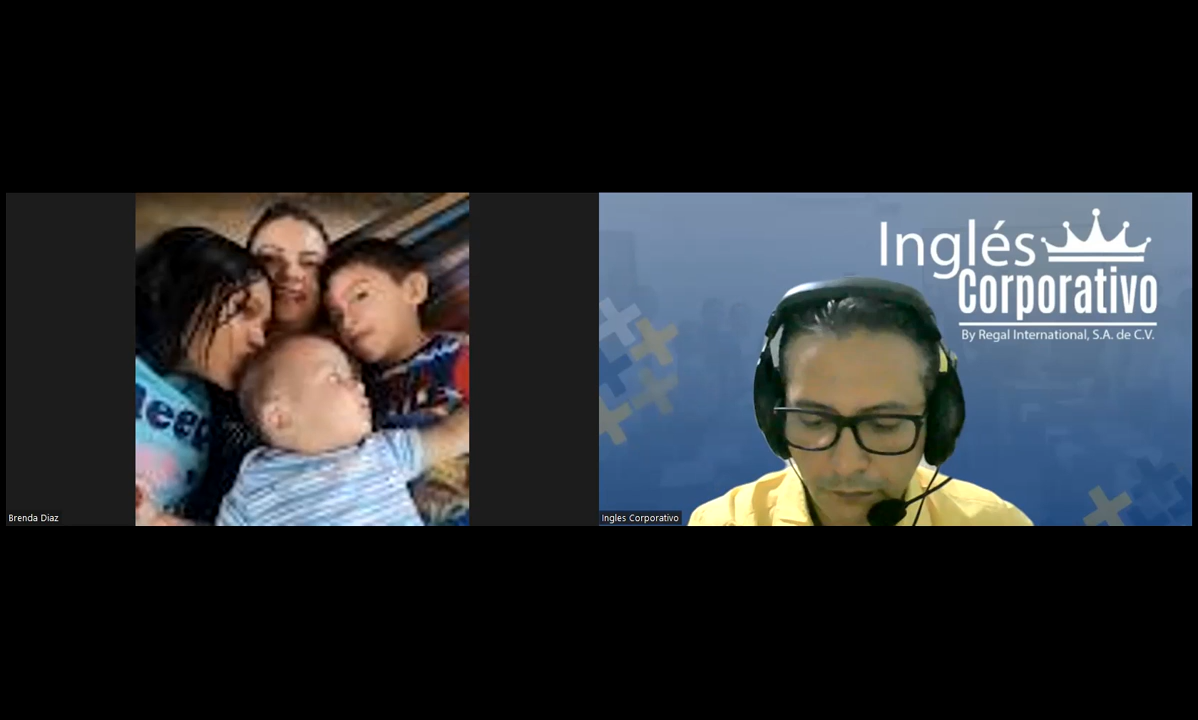 Inglés
Corporativo
By Regal International, S.A. de C.V.
Brenda Diaz
Ingles Corporativo